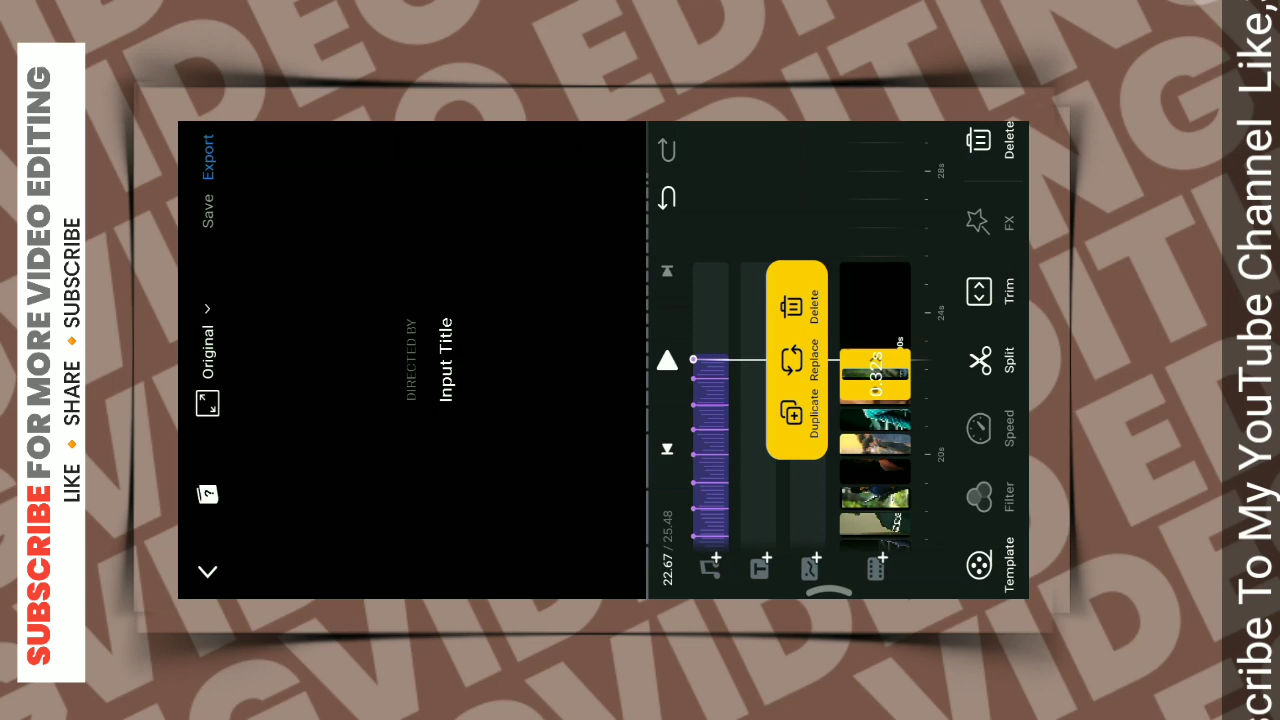 SUBSCRIBE FOR MORE VIDEO EDITING
LIKE SHARE SUBSCRIBE
Original
Save
Export
DIRECTED BY
Input Title
22.67 / 25.48
Duplicate
Replace
Delete
0.32s
20s
24s
28s
Template
Filter
Speed
Split
Trim
FX
Delete
scribe To My YouTube Channel Like,
VIDEO EDITING